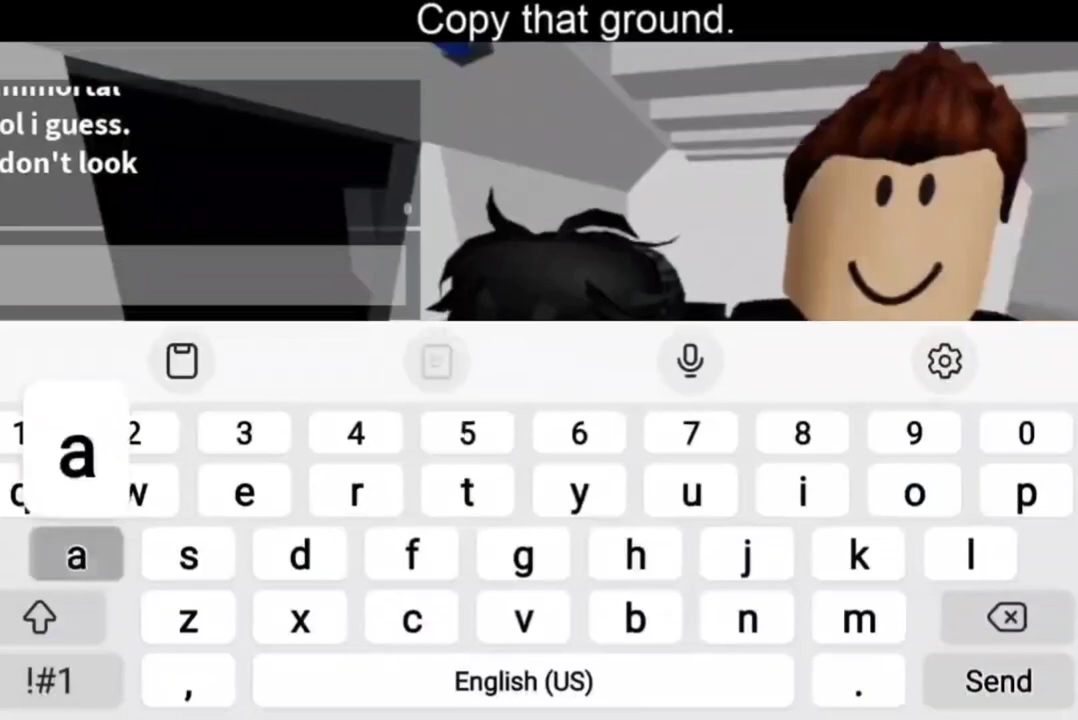 Copy that ground.
immortal
ol i guess.
don't look
a
1 2 3 4 5 6 7 8 9 0
q w e r t y u i o p
a s d f g h j k l
z x c v b n m
!#1 , English (US) . Send